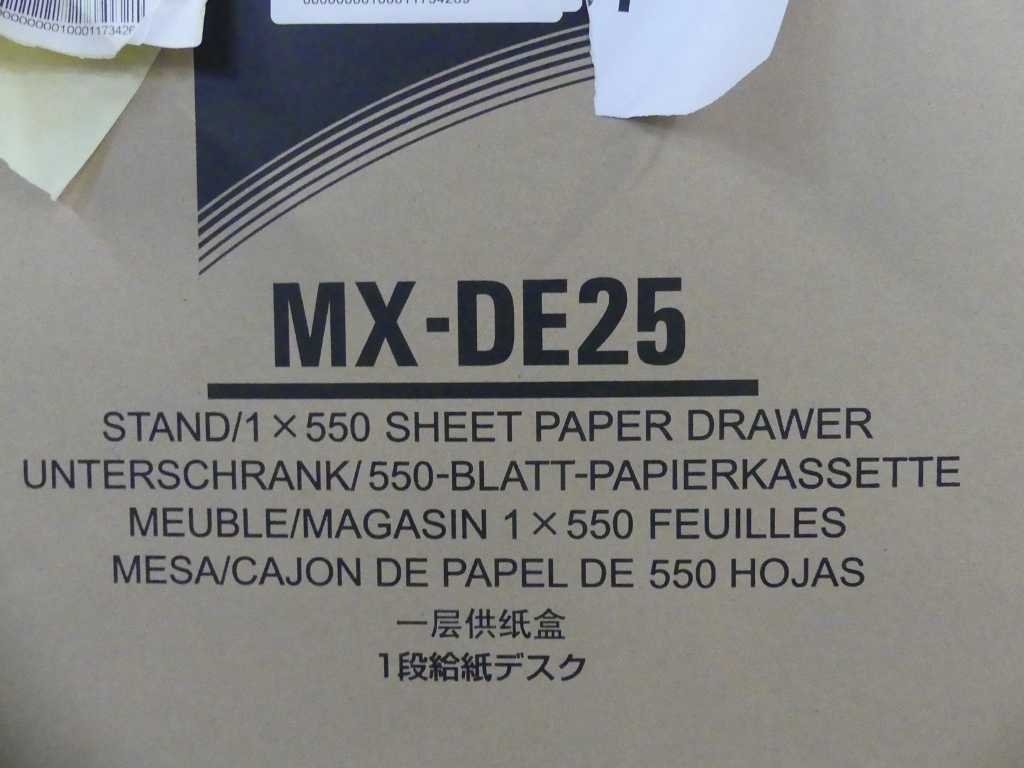 0000000010001173426
MX-DE25
STAND/1×550 SHEET PAPER DRAWER
UNTERSCHRANK/550-BLATT-PAPIERKASSETTE
MEUBLE/MAGASIN 1×550 FEUILLES
MESA/CAJON DE PAPEL DE 550 HOJAS
一层供纸盒
1段給紙デスク